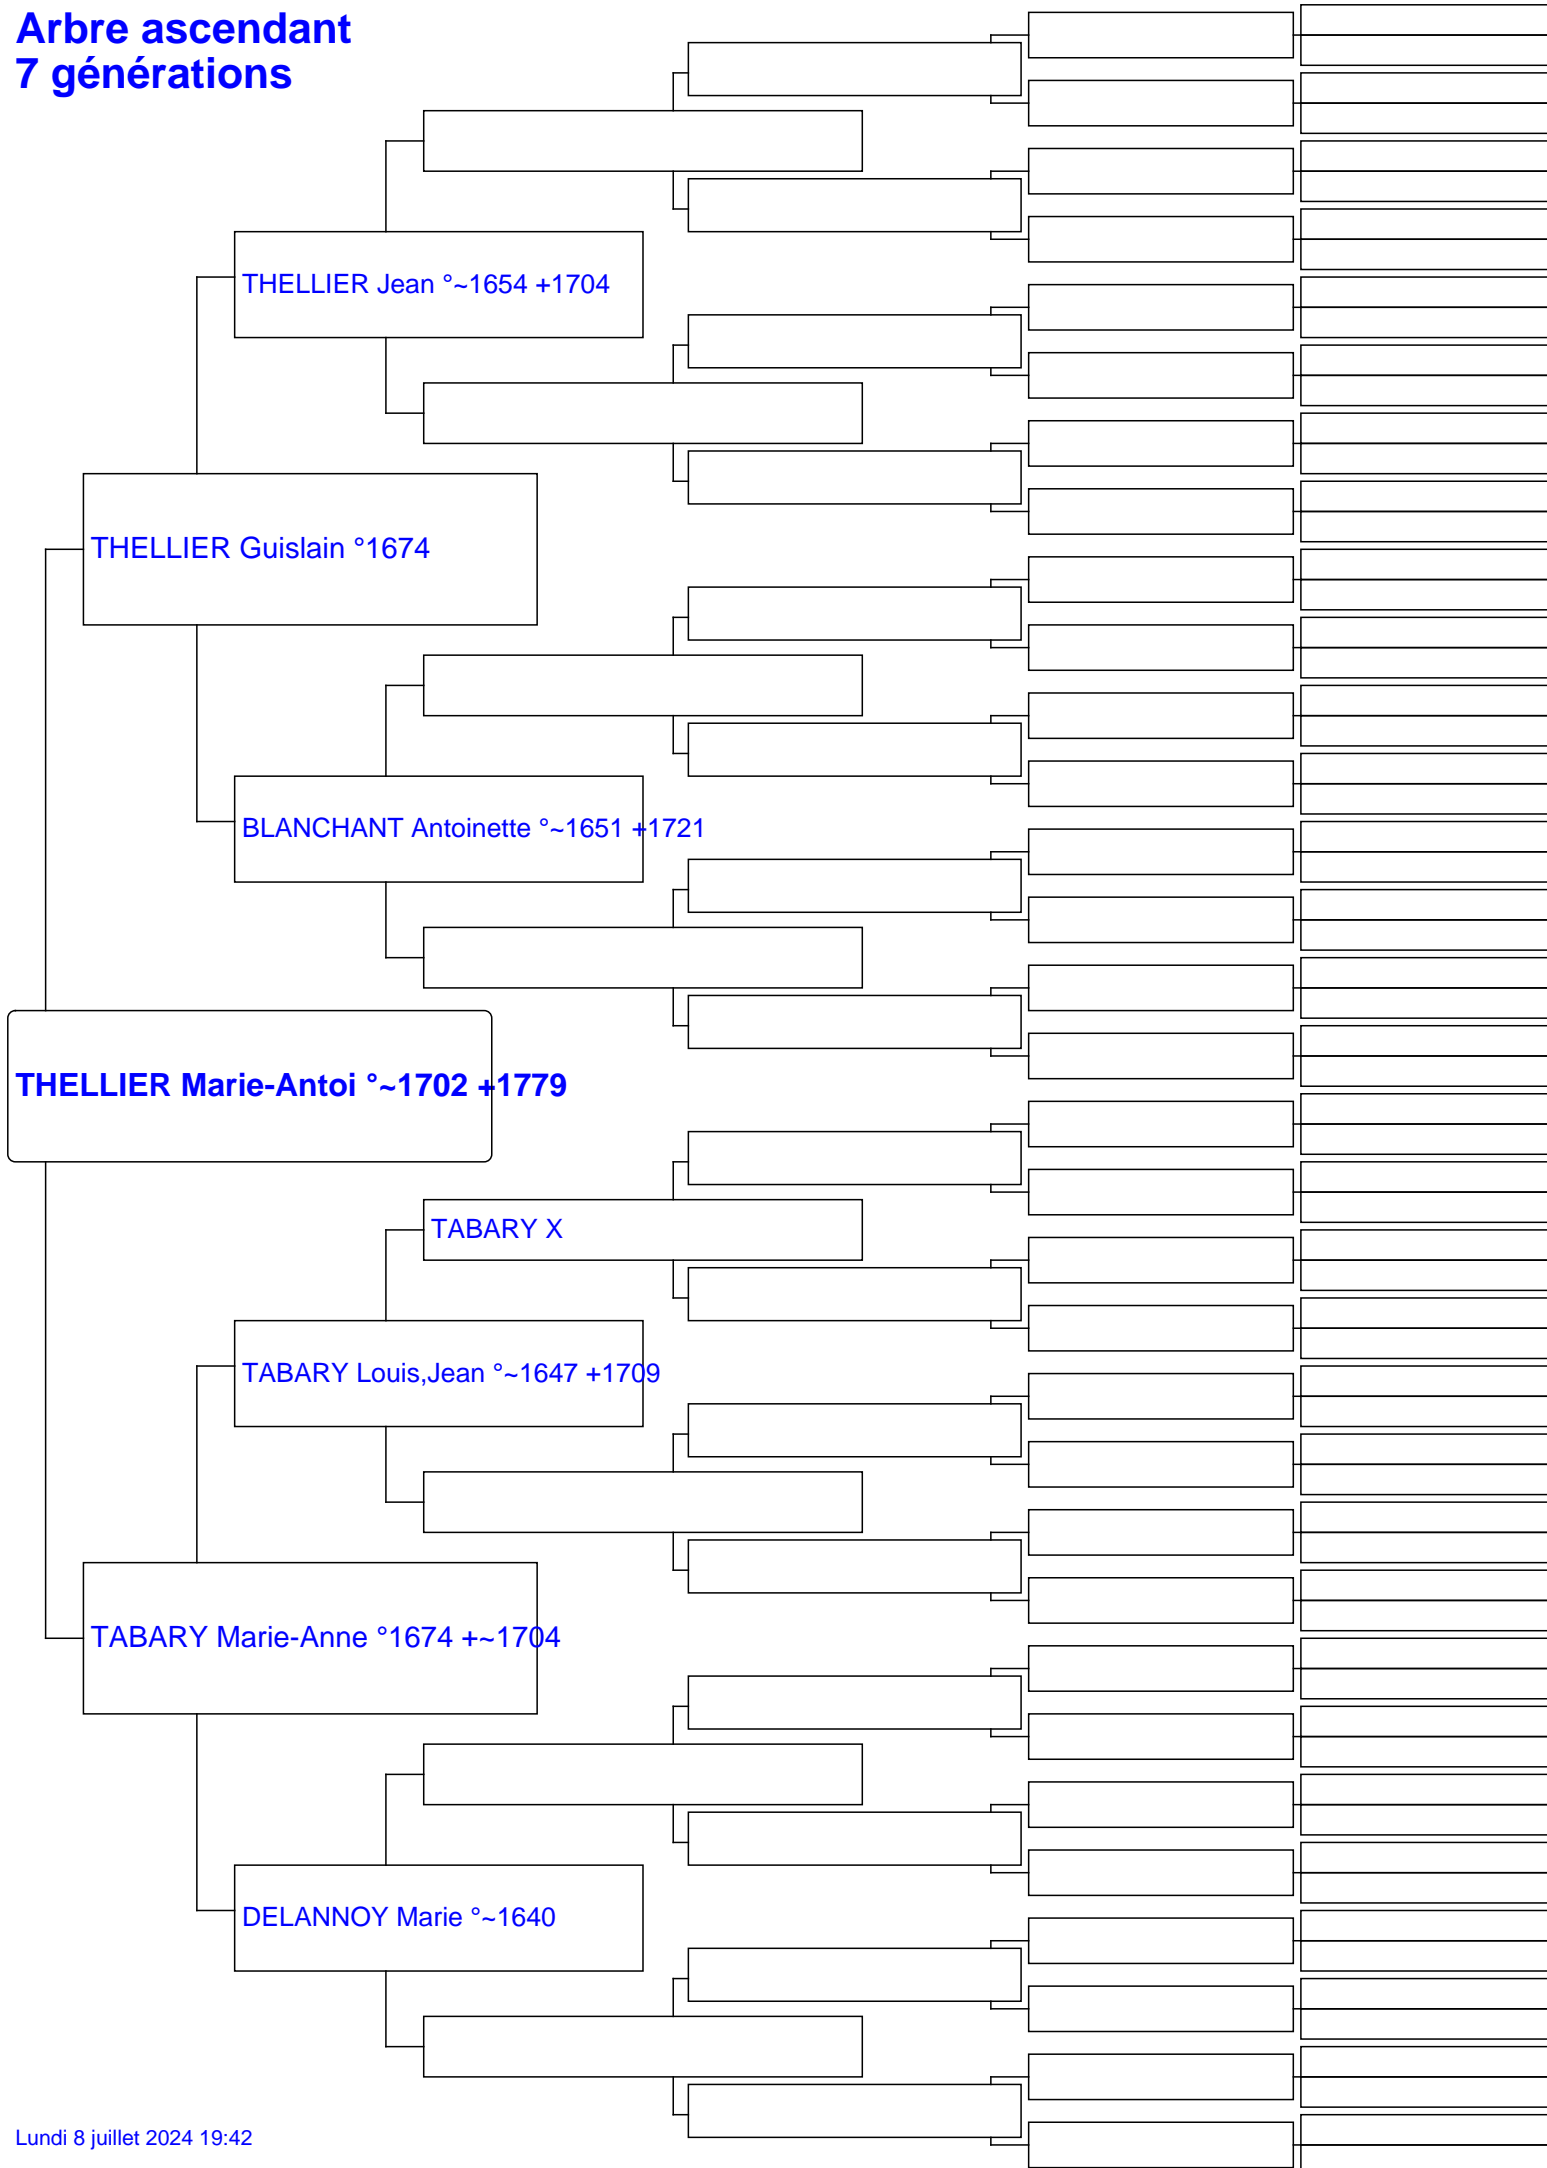 Arbre ascendant
7 générations
THELLIER Jean °~1654 +1704
THELLIER Guislain °1674
BLANCHANT Antoinette °~1651 +1721
THELLIER Marie-Antoi °~1702 +1779
TABARY X
TABARY Louis,Jean °~1647 +1709
TABARY Marie-Anne °1674 +~1704
DELANNOY Marie °~1640
Lundi 8 juillet 2024 19:42